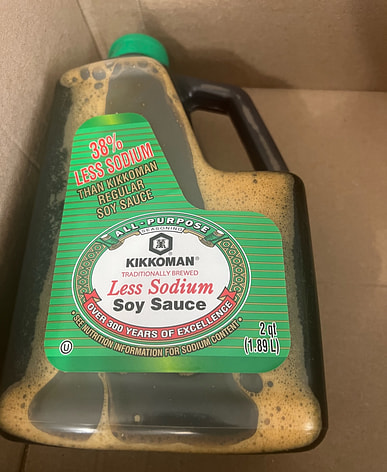 38%
LESS SODIUM
THAN KIKKOMAN
REGULAR
SOY SAUCE
ALL-PURPOSE
SEASONING
KIKKOMAN®
TRADITIONALLY BREWED
Less Sodium
Soy Sauce
OVER 300 YEARS OF EXCELLENCE
• SEE NUTRITION INFORMATION FOR SODIUM CONTENT •
2 qt
(1.89 L)
U